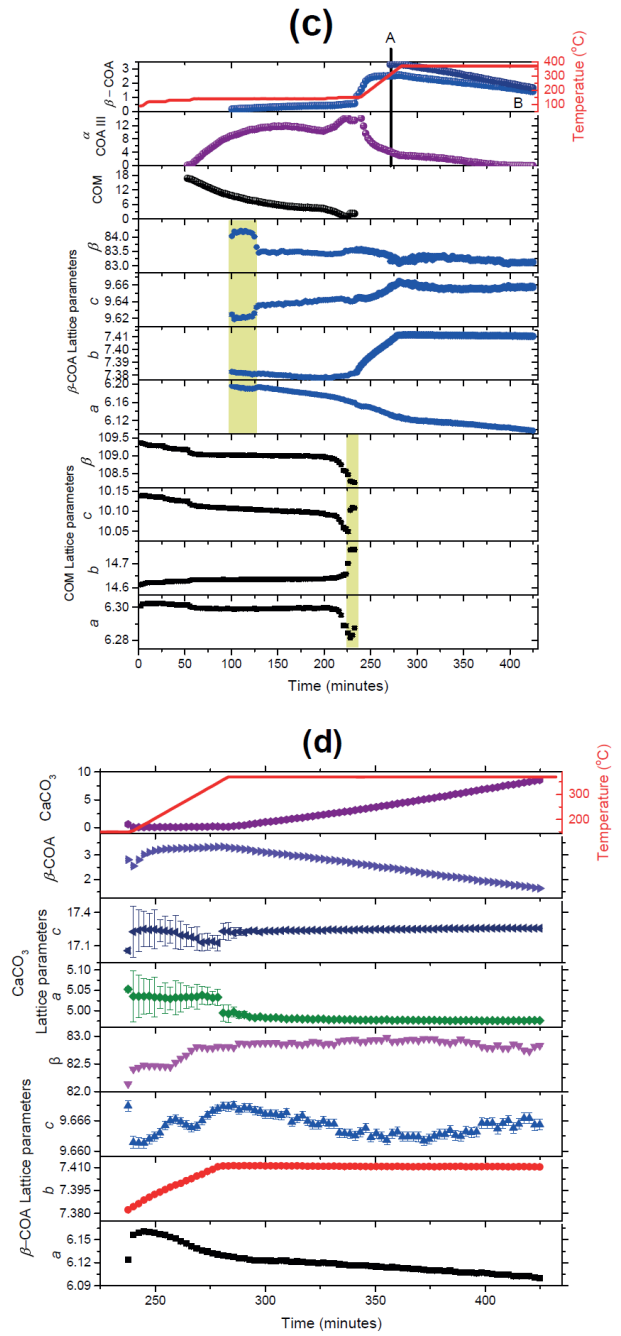 (c)
A
β – COA
3
2
1
0
400
300
200
100
Temperature (°C)
B
α
COA III
12
8
4
0
COM
18
12
6
0
β-COA Lattice parameters
β
84.0
83.5
83.0
c
9.66
9.64
9.62
b
7.41
7.40
7.39
7.38
a
6.20
6.16
6.12
COM Lattice parameters
β
109.5
109.0
108.5
c
10.15
10.10
10.05
b
14.7
14.6
a
6.30
6.28
0 50 100 150 200 250 300 350 400
Time (minutes)
(d)
CaCO3
10
5
0
300
200
Temperature (°C)
β-COA
3
2
CaCO3
Lattice parameters
c
17.4
17.1
a
5.10
5.05
5.00
β–COA Lattice parameters
β
83.0
82.5
82.0
c
9.666
9.660
b
7.410
7.395
7.380
a
6.15
6.12
6.09
250 300 350 400
Time (minutes)